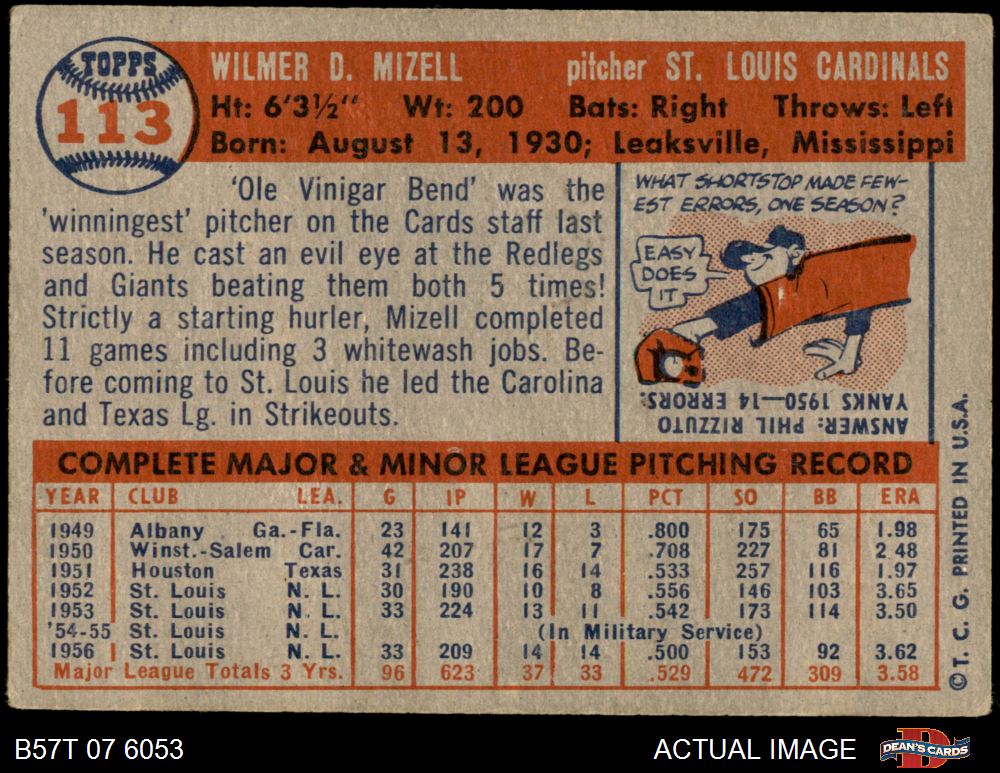 TOPPS
113
WILMER D. MIZELL pitcher ST. LOUIS CARDINALS
Ht: 6'3½" Wt: 200 Bats: Right Throws: Left
Born: August 13, 1930; Leaksville, Mississippi
'Ole Vinigar Bend' was the
'winningest' pitcher on the Cards staff last
season. He cast an evil eye at the Redlegs
and Giants beating them both 5 times!
Strictly a starting hurler, Mizell completed
11 games including 3 whitewash jobs. Be-
fore coming to St. Louis he led the Carolina
and Texas Lg. in Strikeouts.
WHAT SHORTSTOP MADE FEW-
EST ERRORS, ONE SEASON?
EASY
DOES
IT
ANSWER: PHIL RIZZUTO
YANKS 1950—14 ERRORS.
COMPLETE MAJOR & MINOR LEAGUE PITCHING RECORD
YEAR CLUB LEA. G IP W L PCT SO BB ERA
1949 Albany Ga.-Fla. 23 141 12 3 .800 175 65 1.98
1950 Winst.-Salem Car. 42 207 17 7 .708 227 81 2 48
1951 Houston Texas 31 238 16 14 .533 257 116 1.97
1952 St. Louis N. L. 30 190 10 8 .556 146 103 3.65
1953 St. Louis N. L. 33 224 13 11 .542 173 114 3.50
'54-55 St. Louis N. L. (In Military Service)
1956 St. Louis N. L. 33 209 14 14 .500 153 92 3.62
Major League Totals 3 Yrs. 96 623 37 33 .529 472 309 3.58
©T. C. G. PRINTED IN U.S.A.
B57T 07 6053 ACTUAL IMAGE DEAN'S CARDS